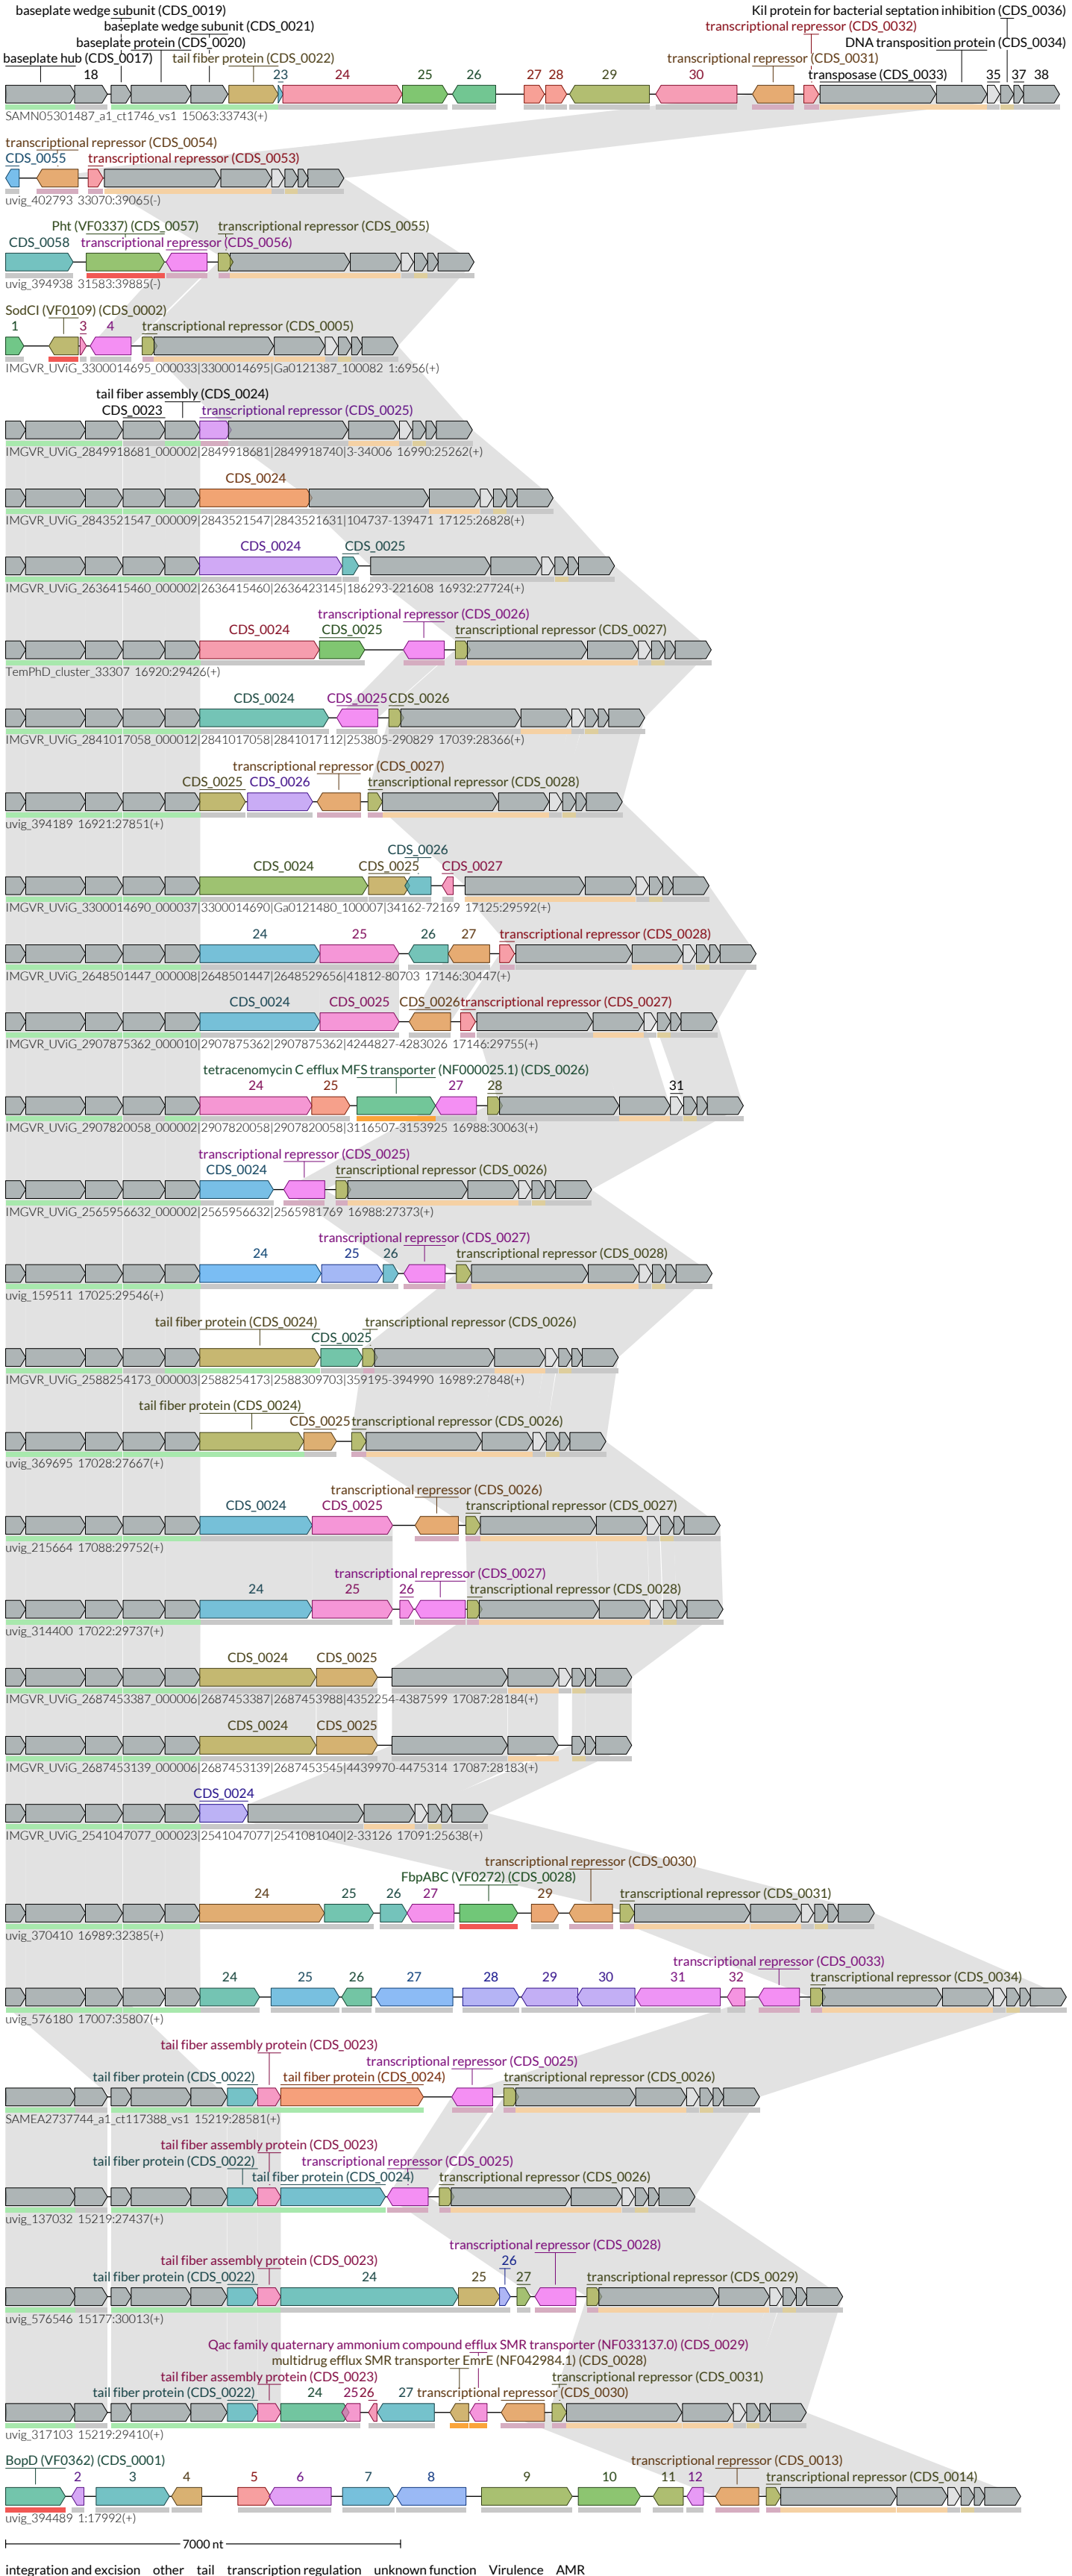 baseplate wedge subunit (CDS_0019) Kil protein for bacterial septation inhibition (CDS_0036)
baseplate wedge subunit (CDS_0021) transcriptional repressor (CDS_0032)
baseplate protein (CDS_0020) DNA transposition protein (CDS_0034)
baseplate hub (CDS_0017) tail fiber protein (CDS_0022) transcriptional repressor (CDS_0031)
18 23 24 25 26 27 28 29 30 transposase (CDS_0033) 35 37 38
SAMN05301487_a1_ct1746_vs1 15063:33743(+)
transcriptional repressor (CDS_0054)
CDS_0055 transcriptional repressor (CDS_0053)
uvig_402793 33070:39065(-)
Pht (VF0337) (CDS_0057) transcriptional repressor (CDS_0055)
CDS_0058 transcriptional repressor (CDS_0056)
uvig_394938 31583:39885(-)
SodCI (VF0109) (CDS_0002)
1 3 4 transcriptional repressor (CDS_0005)
IMGVR_UViG_3300014695_000033|3300014695|Ga0121387_100082 1:6956(+)
tail fiber assembly (CDS_0024)
CDS_0023 transcriptional repressor (CDS_0025)
IMGVR_UViG_2849918681_000002|2849918681|2849918740|3-34006 16990:25262(+)
CDS_0024
IMGVR_UViG_2843521547_000009|2843521547|2843521631|104737-139471 17125:26828(+)
CDS_0024 CDS_0025
IMGVR_UViG_2636415460_000002|2636415460|2636423145|186293-221608 16932:27724(+)
transcriptional repressor (CDS_0026)
CDS_0024 CDS_0025 transcriptional repressor (CDS_0027)
TemPhD_cluster_33307 16920:29426(+)
CDS_0024 CDS_0025 CDS_0026
IMGVR_UViG_2841017058_000012|2841017058|2841017112|253805-290829 17039:28366(+)
transcriptional repressor (CDS_0027)
CDS_0025 CDS_0026 transcriptional repressor (CDS_0028)
uvig_394189 16921:27851(+)
CDS_0026
CDS_0024 CDS_0025 CDS_0027
IMGVR_UViG_3300014690_000037|3300014690|Ga0121480_100007|34162-72169 17125:29592(+)
24 25 26 27 transcriptional repressor (CDS_0028)
IMGVR_UViG_2648501447_000008|2648501447|2648529656|41812-80703 17146:30447(+)
CDS_0024 CDS_0025 CDS_0026 transcriptional repressor (CDS_0027)
IMGVR_UViG_2907875362_000010|2907875362|2907875362|4244827-4283026 17146:29755(+)
tetracenomycin C efflux MFS transporter (NF000025.1) (CDS_0026)
24 25 27 28 31
IMGVR_UViG_2907820058_000002|2907820058|2907820058|3116507-3153925 16988:30063(+)
transcriptional repressor (CDS_0025)
CDS_0024 transcriptional repressor (CDS_0026)
IMGVR_UViG_2565956632_000002|2565956632|2565981769 16988:27373(+)
transcriptional repressor (CDS_0027)
24 25 26 transcriptional repressor (CDS_0028)
uvig_159511 17025:29546(+)
tail fiber protein (CDS_0024) transcriptional repressor (CDS_0026)
CDS_0025
IMGVR_UViG_2588254173_000003|2588254173|2588309703|359195-394990 16989:27848(+)
tail fiber protein (CDS_0024)
CDS_0025 transcriptional repressor (CDS_0026)
uvig_369695 17028:27667(+)
transcriptional repressor (CDS_0026)
CDS_0024 CDS_0025 transcriptional repressor (CDS_0027)
uvig_215664 17088:29752(+)
transcriptional repressor (CDS_0027)
24 25 26 transcriptional repressor (CDS_0028)
uvig_314400 17022:29737(+)
CDS_0024 CDS_0025
IMGVR_UViG_2687453387_000006|2687453387|2687453988|4352254-4387599 17087:28184(+)
CDS_0024 CDS_0025
IMGVR_UViG_2687453139_000006|2687453139|2687453545|4439970-4475314 17087:28183(+)
CDS_0024
IMGVR_UViG_2541047077_000023|2541047077|2541081040|2-33126 17091:25638(+)
transcriptional repressor (CDS_0030)
FbpABC (VF0272) (CDS_0028)
24 25 26 27 29 transcriptional repressor (CDS_0031)
uvig_370410 16989:32385(+)
transcriptional repressor (CDS_0033)
24 25 26 27 28 29 30 31 32 transcriptional repressor (CDS_0034)
uvig_576180 17007:35807(+)
tail fiber assembly protein (CDS_0023)
transcriptional repressor (CDS_0025)
tail fiber protein (CDS_0022) tail fiber protein (CDS_0024) transcriptional repressor (CDS_0026)
SAMEA2737744_a1_ct117388_vs1 15219:28581(+)
tail fiber assembly protein (CDS_0023)
tail fiber protein (CDS_0022) transcriptional repressor (CDS_0025)
tail fiber protein (CDS_0024) transcriptional repressor (CDS_0026)
uvig_137032 15219:27437(+)
transcriptional repressor (CDS_0028)
tail fiber assembly protein (CDS_0023) 26
tail fiber protein (CDS_0022) 24 25 27 transcriptional repressor (CDS_0029)
uvig_576546 15177:30013(+)
Qac family quaternary ammonium compound efflux SMR transporter (NF033137.0) (CDS_0029)
multidrug efflux SMR transporter EmrE (NF042984.1) (CDS_0028)
tail fiber assembly protein (CDS_0023) transcriptional repressor (CDS_0031)
tail fiber protein (CDS_0022) 24 25 26 27 transcriptional repressor (CDS_0030)
uvig_317103 15219:29410(+)
BopD (VF0362) (CDS_0001) transcriptional repressor (CDS_0013)
2 3 4 5 6 7 8 9 10 11 12 transcriptional repressor (CDS_0014)
uvig_394489 1:17992(+)
7000 nt
integration and excision other tail transcription regulation unknown function Virulence AMR